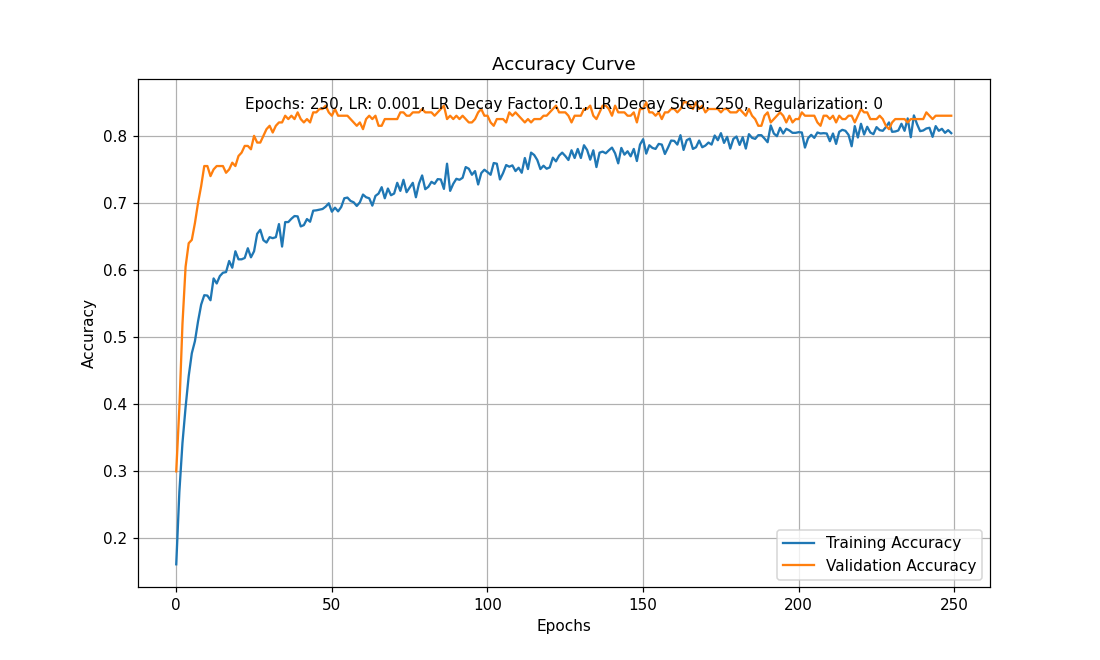 Accuracy Curve
Epochs: 250, LR: 0.001, LR Decay Factor:0.1, LR Decay Step: 250, Regularization: 0
Accuracy
0.8
0.7
0.6
0.5
0.4
0.3
0.2
Training Accuracy
Validation Accuracy
0 50 100 150 200 250
Epochs